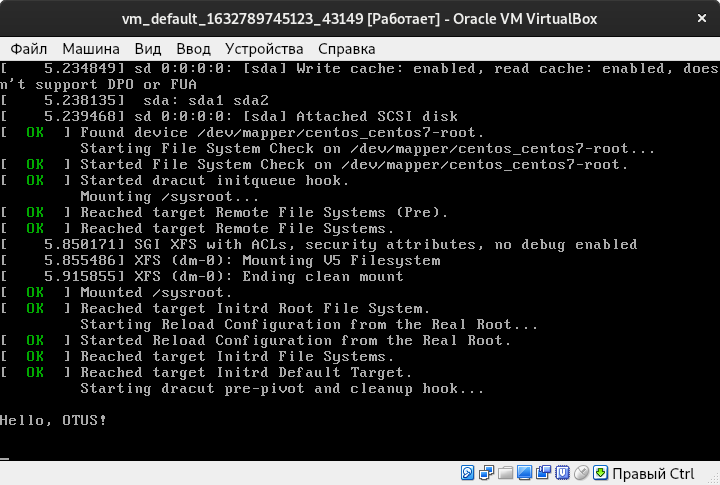 vm_default_1632789745123_43149 [Работает] - Oracle VM VirtualBox
Файл Машина Вид Ввод Устройства Справка
[    5.234849] sd 0:0:0:0: [sda] Write cache: enabled, read cache: enabled, does
n't support DPO or FUA
[    5.238135]  sda: sda1 sda2
[    5.239468] sd 0:0:0:0: [sda] Attached SCSI disk
[  OK  ] Found device /dev/mapper/centos_centos7-root.
         Starting File System Check on /dev/mapper/centos_centos7-root...
[  OK  ] Started File System Check on /dev/mapper/centos_centos7-root.
[  OK  ] Started dracut initqueue hook.
         Mounting /sysroot...
[  OK  ] Reached target Remote File Systems (Pre).
[  OK  ] Reached target Remote File Systems.
[    5.850171] SGI XFS with ACLs, security attributes, no debug enabled
[    5.855486] XFS (dm-0): Mounting V5 Filesystem
[    5.915855] XFS (dm-0): Ending clean mount
[  OK  ] Mounted /sysroot.
[  OK  ] Reached target Initrd Root File System.
         Starting Reload Configuration from the Real Root...
[  OK  ] Started Reload Configuration from the Real Root.
[  OK  ] Reached target Initrd File Systems.
[  OK  ] Reached target Initrd Default Target.
         Starting dracut pre-pivot and cleanup hook...
Hello, OTUS!
_
Правый Ctrl